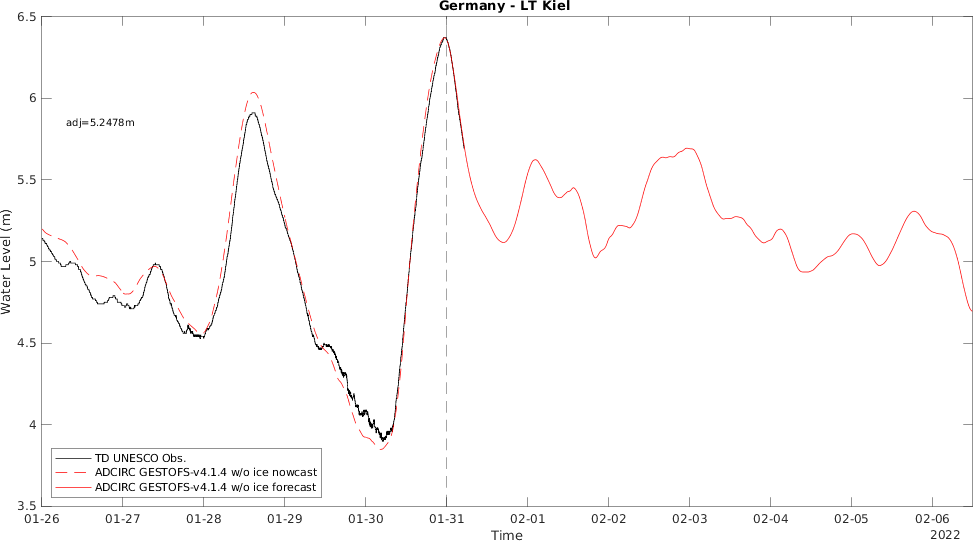 Germany - LT Kiel
6.5
6
5.5
5
4.5
4
3.5
Water Level (m)
adj=5.2478m
TD UNESCO Obs.
ADCIRC GESTOFS-v4.1.4 w/o ice nowcast
ADCIRC GESTOFS-v4.1.4 w/o ice forecast
01-26 01-27 01-28 01-29 01-30 01-31 02-01 02-02 02-03 02-04 02-05 02-06
Time
2022